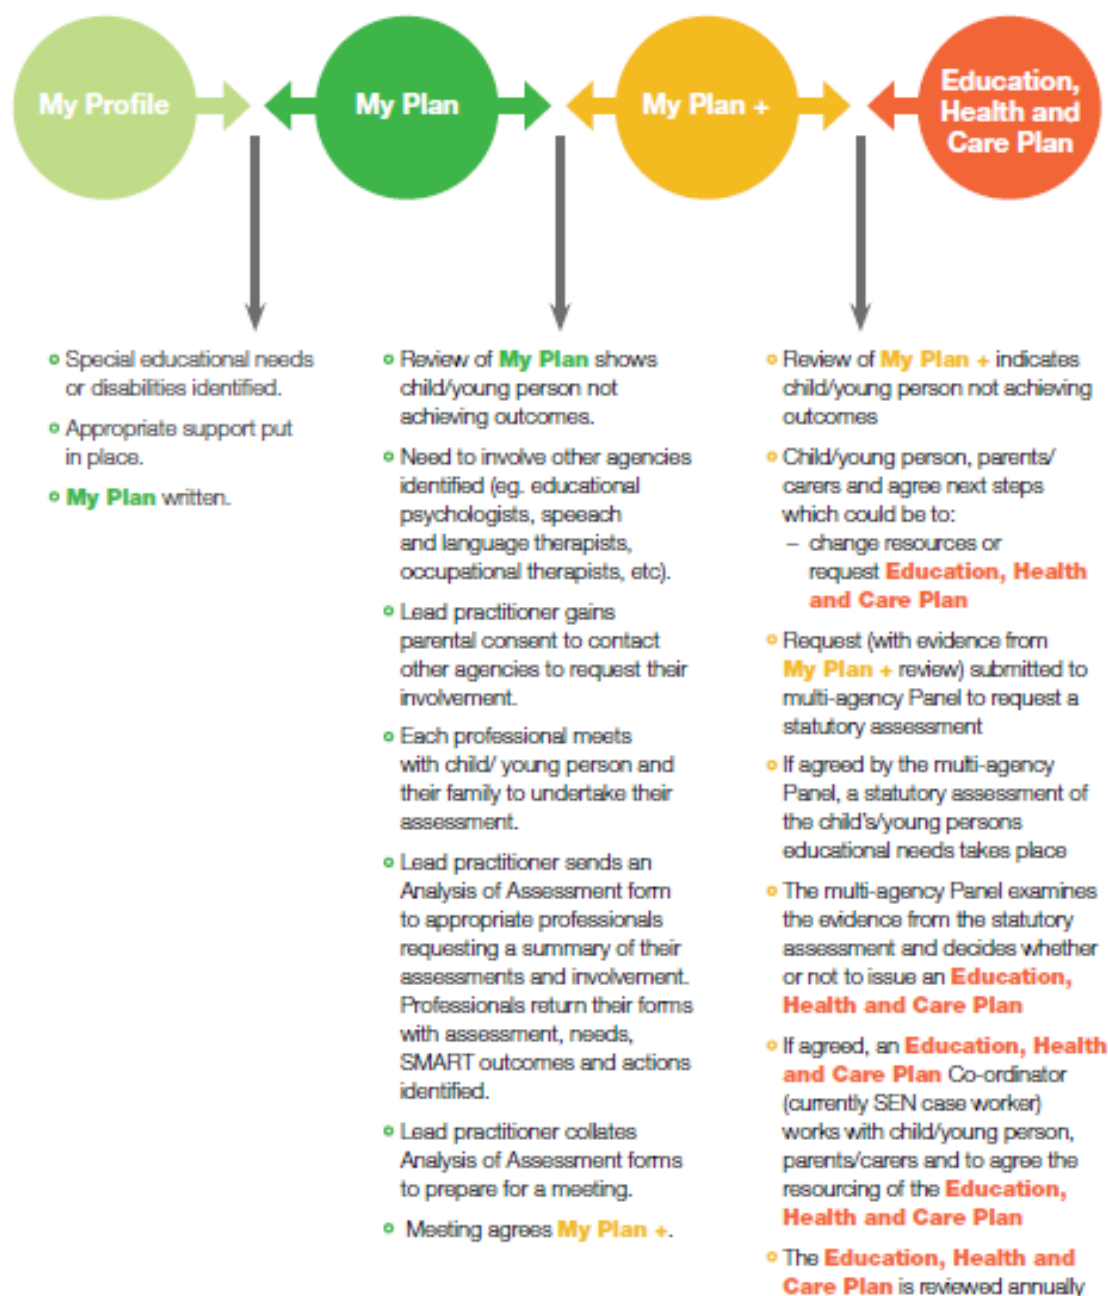 My Profile
My Plan
My Plan +
Education,
Health and
Care Plan
Special educational needs
or disabilities identified.
Appropriate support put
in place.
My Plan written.
Review of My Plan shows
child/young person not
achieving outcomes.
Need to involve other agencies
identified (eg. educational
psychologists, speeach
and language therapists,
occupational therapists, etc).
Lead practitioner gains
parental consent to contact
other agencies to request their
involvement.
Each professional meets
with child/ young person and
their family to undertake their
assessment.
Lead practitioner sends an
Analysis of Assessment form
to appropriate professionals
requesting a summary of their
assessments and involvement.
Professionals return their forms
with assessment, needs,
SMART outcomes and actions
identified.
Lead practitioner collates
Analysis of Assessment forms
to prepare for a meeting.
Meeting agrees My Plan +.
Review of My Plan + indicates
child/young person not achieving
outcomes
Child/young person, parents/
carers and agree next steps
which could be to:
– change resources or
request Education, Health
and Care Plan
Request (with evidence from
My Plan + review) submitted to
multi-agency Panel to request a
statutory assessment
If agreed by the multi-agency
Panel, a statutory assessment of
the child's/young persons
educational needs takes place
The multi-agency Panel examines
the evidence from the statutory
assessment and decides whether
or not to issue an Education,
Health and Care Plan
If agreed, an Education, Health
and Care Plan Co-ordinator
(currently SEN case worker)
works with child/young person,
parents/carers and to agree the
resourcing of the Education,
Health and Care Plan
The Education, Health and
Care Plan is reviewed annually